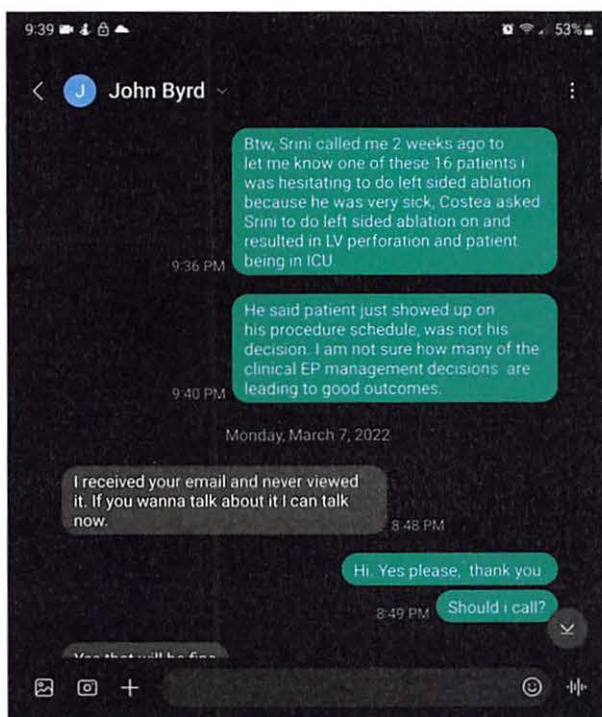 9:39
53%
John Byrd
Btw, Srini called me 2 weeks ago to
let me know one of these 16 patients i
was hesitating to do left sided ablation
because he was very sick, Costea asked
Srini to do left sided ablation on and
resulted in LV perforation and patient
being in ICU.
9:36 PM
He said patient just showed up on
his procedure schedule, was not his
decision. I am not sure how many of the
clinical EP management decisions are
leading to good outcomes.
9:40 PM
Monday, March 7, 2022
I received your email and never viewed
it. If you wanna talk about it I can talk
now.
8:48 PM
Hi. Yes please, thank you
8:49 PM
Should i call?
Yes that will be fine